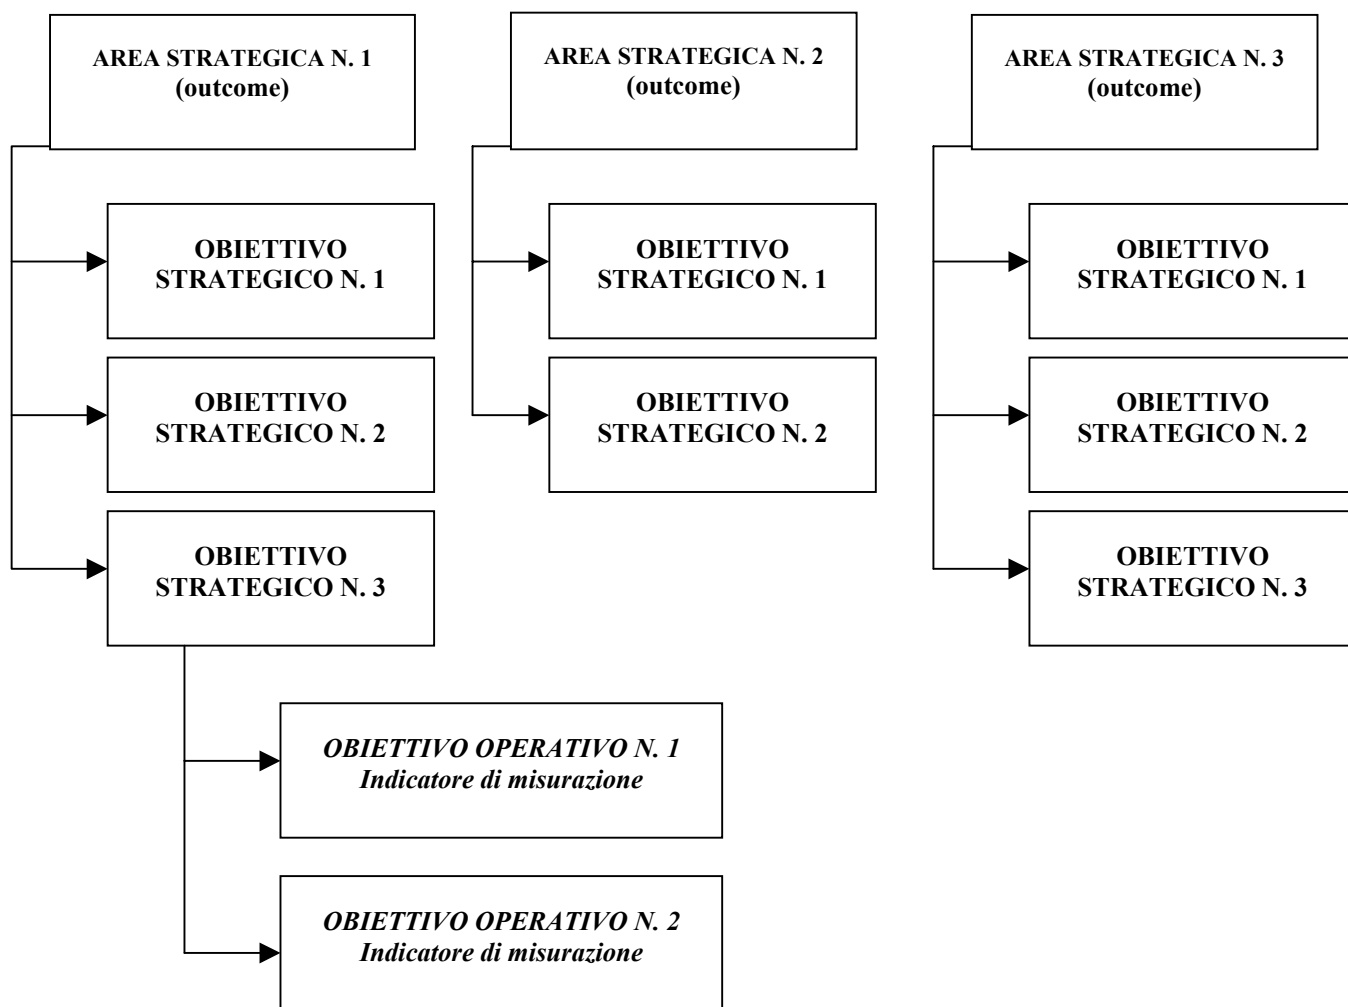 AREA STRATEGICA N. 1
(outcome)
AREA STRATEGICA N. 2
(outcome)
AREA STRATEGICA N. 3
(outcome)
OBIETTIVO
STRATEGICO N. 1
OBIETTIVO
STRATEGICO N. 1
OBIETTIVO
STRATEGICO N. 1
OBIETTIVO
STRATEGICO N. 2
OBIETTIVO
STRATEGICO N. 2
OBIETTIVO
STRATEGICO N. 2
OBIETTIVO
STRATEGICO N. 3
OBIETTIVO
STRATEGICO N. 3
OBIETTIVO OPERATIVO N. 1
Indicatore di misurazione
OBIETTIVO OPERATIVO N. 2
Indicatore di misurazione